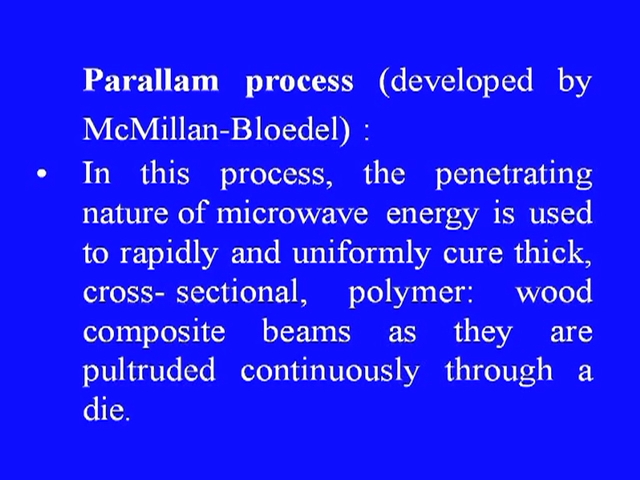 Parallam process (developed by
McMillan-Bloedel) :
• In this process, the penetrating
nature of microwave energy is used
to rapidly and uniformly cure thick,
cross- sectional, polymer: wood
composite beams as they are
pultruded continuously through a
die.